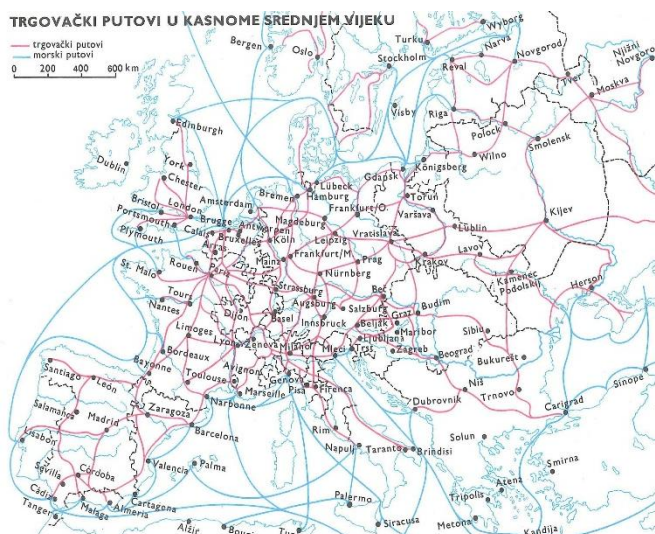 TRGOVAČKI PUTOVI U KASNOME SREDNJEM VIJEKU
trgovački putovi
morski putovi
0 200 400 600 km
Bergen
Oslo
Turku
Wyborg
Stockholm
Narva
Reval
Novgorod
Njižni
Novgorod
Tver
Moskva
Visby
Riga
Polock
Smolensk
Edinburgh
Dublin
York
Chester
Königsberg
Wilno
Gdańsk
Lübeck
Hamburg
Bremen
Amsterdam
London
Bristol
Portsmouth
Plymouth
Calais
Brugge
Antwerpen
Bruxelles
Köln
Magdeburg
Frankfurt/O.
Toruń
Varšava
Lublin
Kijev
Arras
Leipzig
Vratislava
Mainz
Frankfurt/M.
Prag
Krakov
Lavov
Kamenec
Podolskij
Herson
Rouen
Pariz
St. Malo
Nürnberg
Strassburg
Tours
Nantes
Augsburg
Beč
Salzburg
Budim
Dijon
Basel
Innsbruck
Graz
Beljak
Maribor
Sibiu
Limoges
Lyon
Ženeva
Milano
Mleci
Ljubljana
Trst
Zagreb
Beograd
Bukurešt
Bordeaux
Avignon
Bayonne
Toulouse
Genova
Pisa
Firenca
Marseille
Narbonne
Niš
Trnovo
Sinope
Dubrovnik
Carigrad
Santiago
León
Salamanca
Madrid
Zaragoza
Barcelona
Rim
Napulj
Taranto
Brindisi
Solun
Lisabon
Valencia
Palma
Smirna
Sevilla
Córdoba
Atena
Tripolis
Cádiz
Cartagena
Palermo
Metona
Tanger
Malaga
Almeria
Alžir
Siracusa
Kandija